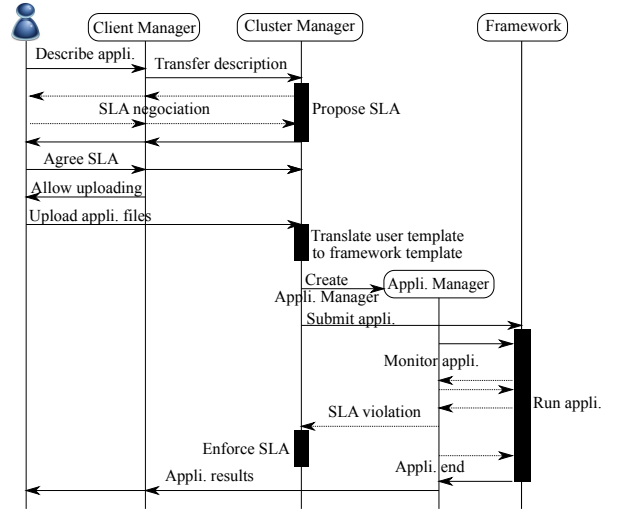 Client Manager
Cluster Manager
Framework
Describe appli.
Transfer description
SLA negociation
Propose SLA
Agree SLA
Allow uploading
Upload appli. files
Translate user template
to framework template
Create
Appli. Manager
Appli. Manager
Submit appli.
Monitor appli.
Run appli.
SLA violation
Enforce SLA
Appli. end
Appli. results